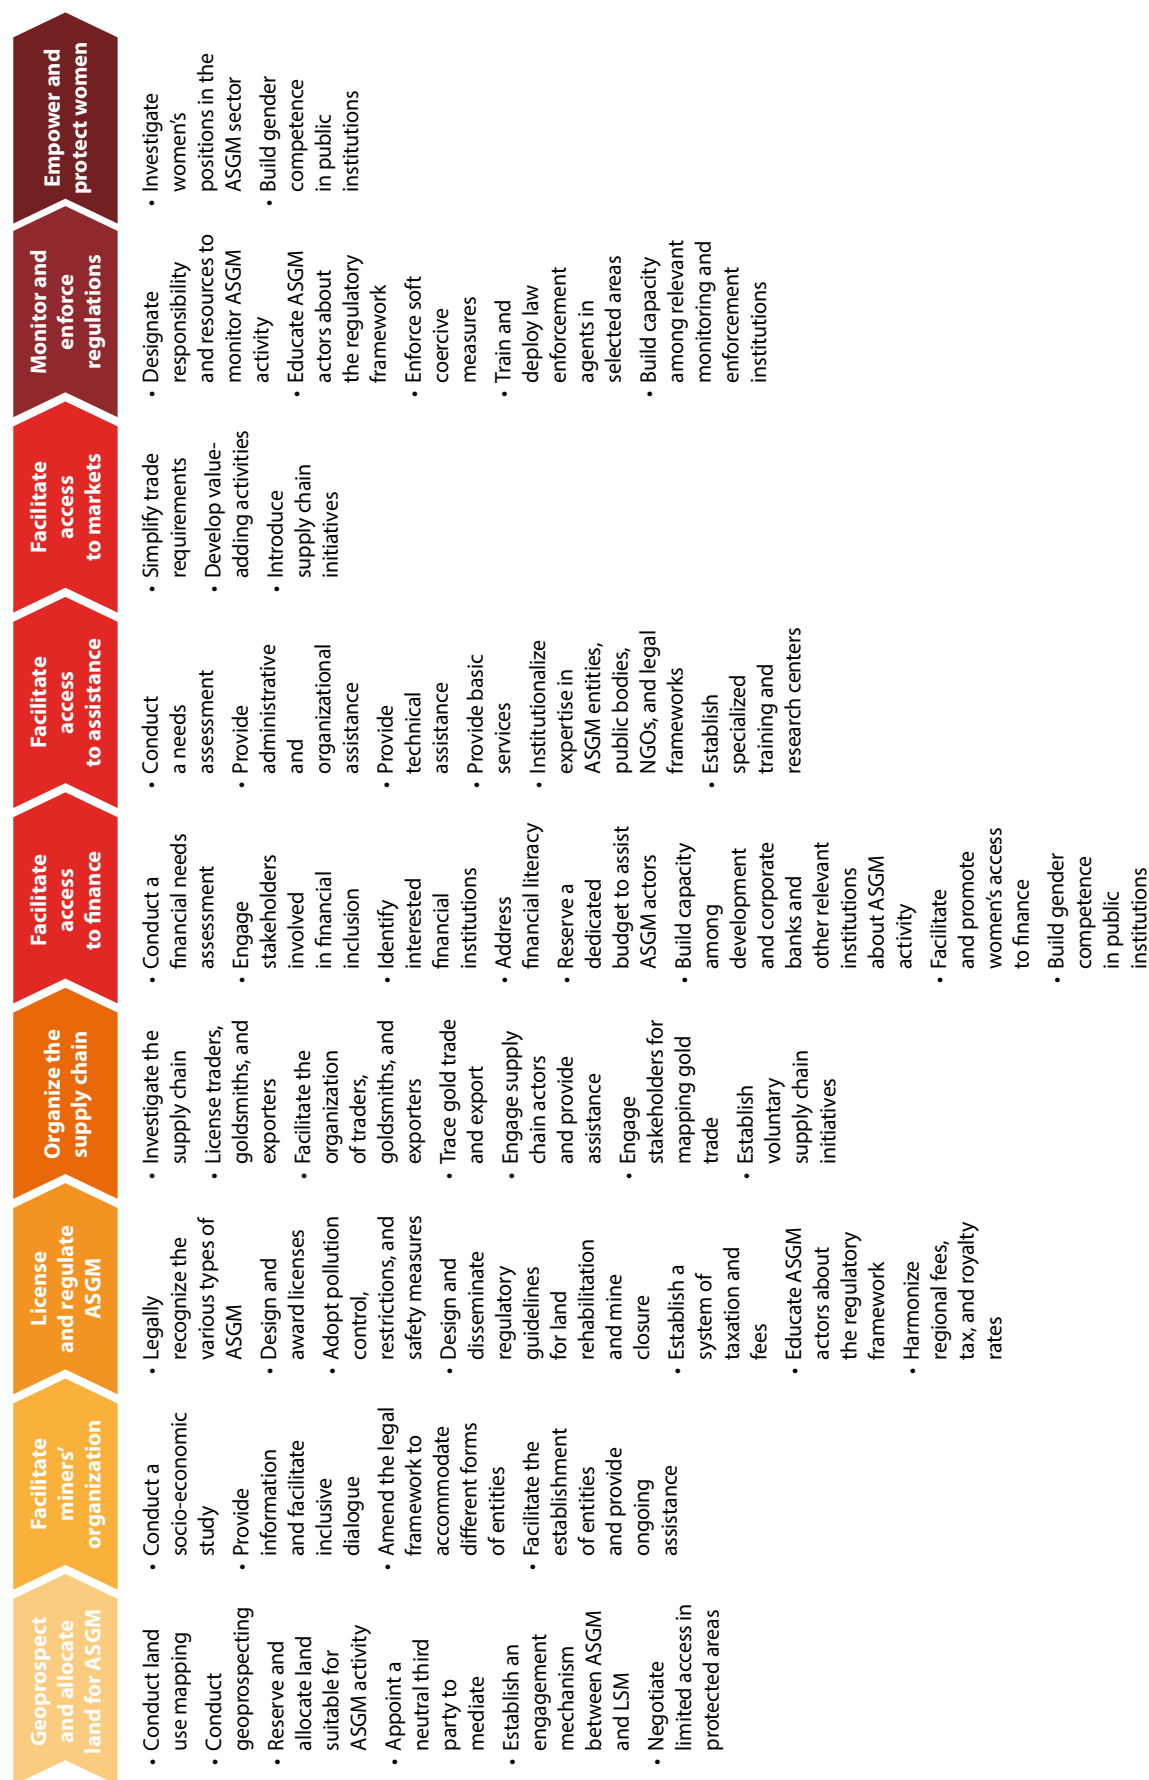 Geoprospect
and allocate
land for ASGM
• Conduct land
use mapping
• Conduct
geoprospecting
• Reserve and
allocate land
suitable for
ASGM activity
• Appoint a
neutral third
party to
mediate
• Establish an
engagement
mechanism
between ASGM
and LSM
• Negotiate
limited access in
protected areas
Facilitate
miners’
organization
• Conduct a
socio-economic
study
• Provide
information
and facilitate
inclusive
dialogue
• Amend the legal
framework to
accommodate
different forms
of entities
• Facilitate the
establishment
of entities
and provide
ongoing
assistance
License
and regulate
ASGM
• Legally
recognize the
various types of
ASGM
• Design and
award licenses
• Adopt pollution
control,
restrictions, and
safety measures
• Design and
disseminate
regulatory
guidelines
for land
rehabilitation
and mine
closure
• Establish a
system of
taxation and
fees
• Educate ASGM
actors about
the regulatory
framework
• Harmonize
regional fees,
tax, and royalty
rates
Organize the
supply chain
• Investigate the
supply chain
• License traders,
goldsmiths, and
exporters
• Facilitate the
organization
of traders,
goldsmiths, and
exporters
• Trace gold trade
and export
• Engage supply
chain actors
and provide
assistance
• Engage
stakeholders for
mapping gold
trade
• Establish
voluntary
supply chain
initiatives
Facilitate
access
to finance
• Conduct a
financial needs
assessment
• Engage
stakeholders
involved
in financial
inclusion
• Identify
interested
financial
institutions
• Address
financial literacy
• Reserve a
dedicated
budget to assist
ASGM actors
• Build capacity
among
development
and corporate
banks and
other relevant
institutions
about ASGM
activity
• Facilitate
and promote
women’s access
to finance
• Build gender
competence
in public
institutions
Facilitate
access
to assistance
• Conduct
a needs
assessment
• Provide
administrative
and
organizational
assistance
• Provide
technical
assistance
• Provide basic
services
• Institutionalize
expertise in
ASGM entities,
public bodies,
NGOs, and legal
frameworks
• Establish
specialized
training and
research centers
Facilitate
access
to markets
• Simplify trade
requirements
• Develop value-
adding activities
• Introduce
supply chain
initiatives
Monitor and
enforce
regulations
• Designate
responsibility
and resources to
monitor ASGM
activity
• Educate ASGM
actors about
the regulatory
framework
• Enforce soft
coercive
measures
• Train and
deploy law
enforcement
agents in
selected areas
• Build capacity
among relevant
monitoring and
enforcement
institutions
Empower and
protect women
• Investigate
women’s
positions in the
ASGM sector
• Build gender
competence
in public
institutions